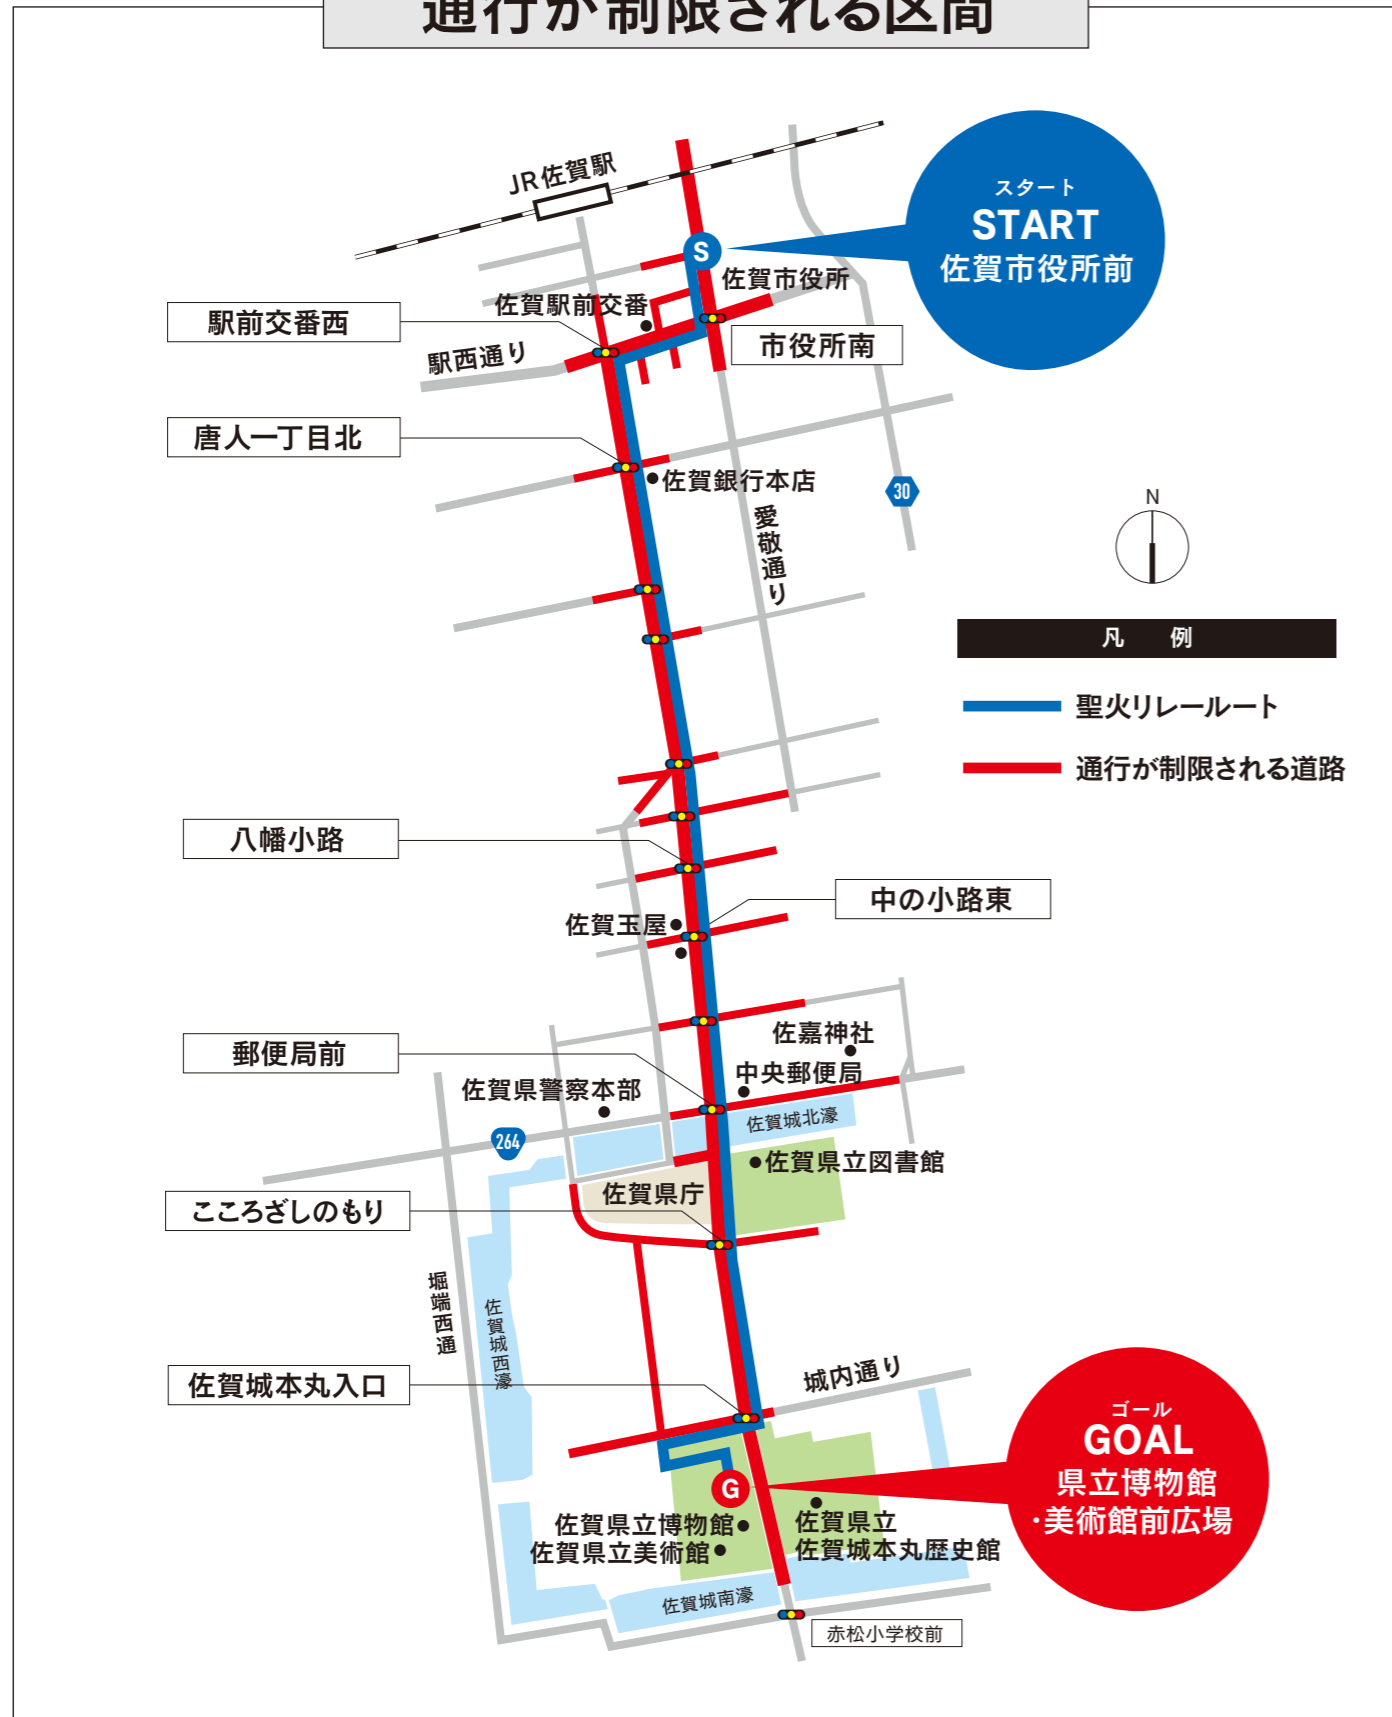 通行が制限される区間
JR佐賀駅
スタート
START
佐賀市役所前
S
佐賀市役所
佐賀駅前交番
駅前交番西
市役所南
駅西通り
唐人一丁目北
佐賀銀行本店
30
愛敬通り
N
凡 例
聖火リレールート
通行が制限される道路
八幡小路
中の小路東
佐賀玉屋
佐嘉神社
郵便局前
中央郵便局
佐賀県警察本部
佐賀城北濠
264
佐賀県立図書館
佐賀県庁
こころざしのもり
堀端西通
佐賀城西濠
城内通り
佐賀城本丸入口
ゴール
GOAL
県立博物館
・美術館前広場
G
佐賀県立博物館
佐賀県立美術館
佐賀県立
佐賀城本丸歴史館
佐賀城南濠
赤松小学校前